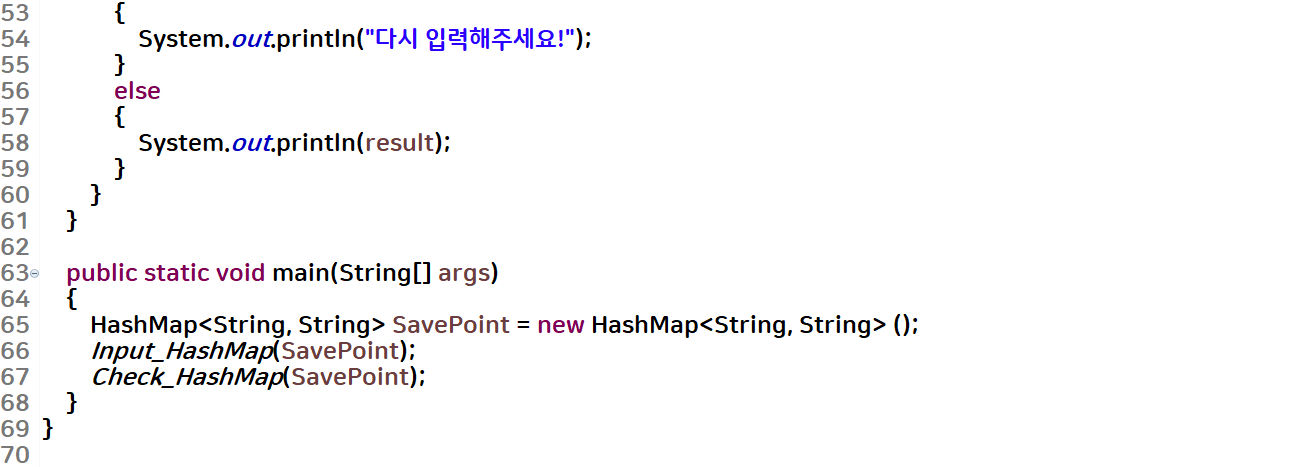 53 {
54 System.out.println("다시 입력해주세요!");
55 }
56 else
57 {
58 System.out.println(result);
59 }
60 }
61 }
62
63 public static void main(String[] args)
64 {
65 HashMap<String, String> SavePoint = new HashMap<String, String> ();
66 Input_HashMap(SavePoint);
67 Check_HashMap(SavePoint);
68 }
69 }
70